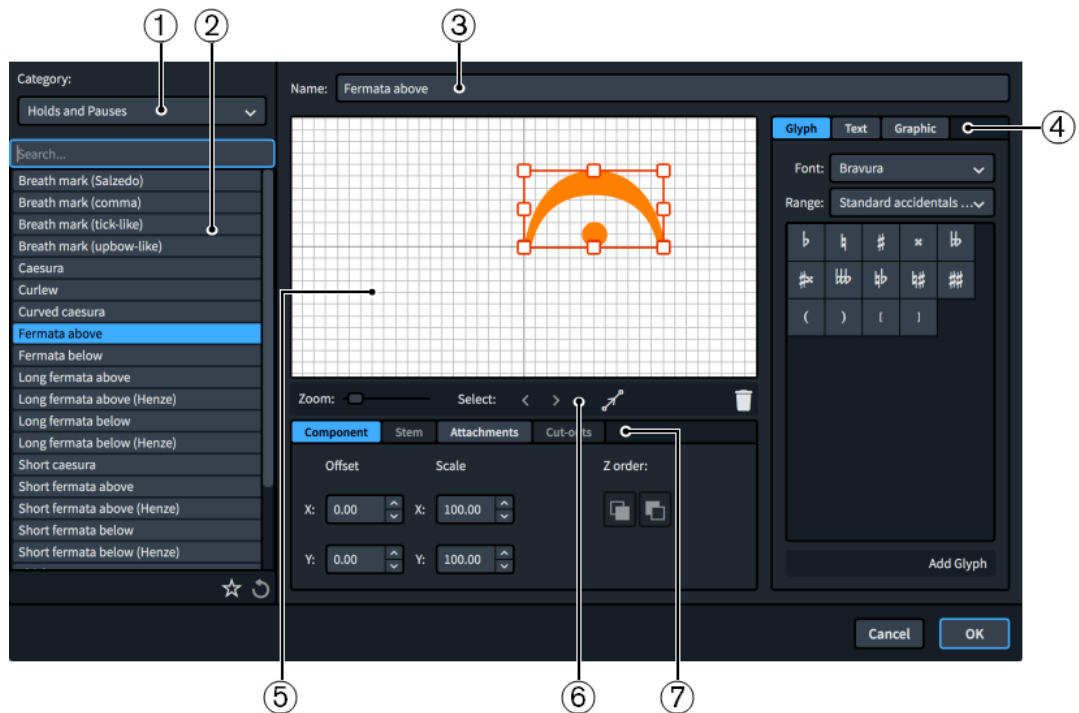 ① ② ③
Category:
Holds and Pauses
Name: Fermata above
Search...
Breath mark (Salzedo)
Breath mark (comma)
Breath mark (tick-like)
Breath mark (upbow-like)
Caesura
Curlew
Curved caesura
Fermata above
Fermata below
Long fermata above
Long fermata above (Henze)
Long fermata below
Long fermata below (Henze)
Short caesura
Short fermata above
Short fermata above (Henze)
Short fermata below
Short fermata below (Henze)
Glyph Text Graphic
④
Font: Bravura
Range: Standard accidentals ...
♭ ♮ ♯ 𝄪 𝄫
( ) [ ]
Add Glyph
Zoom: Select: < >
Component Stem Attachments Cut-outs
Offset Scale Z order:
X: 0.00 X: 100.00
Y: 0.00 Y: 100.00
Cancel OK
⑤ ⑥ ⑦